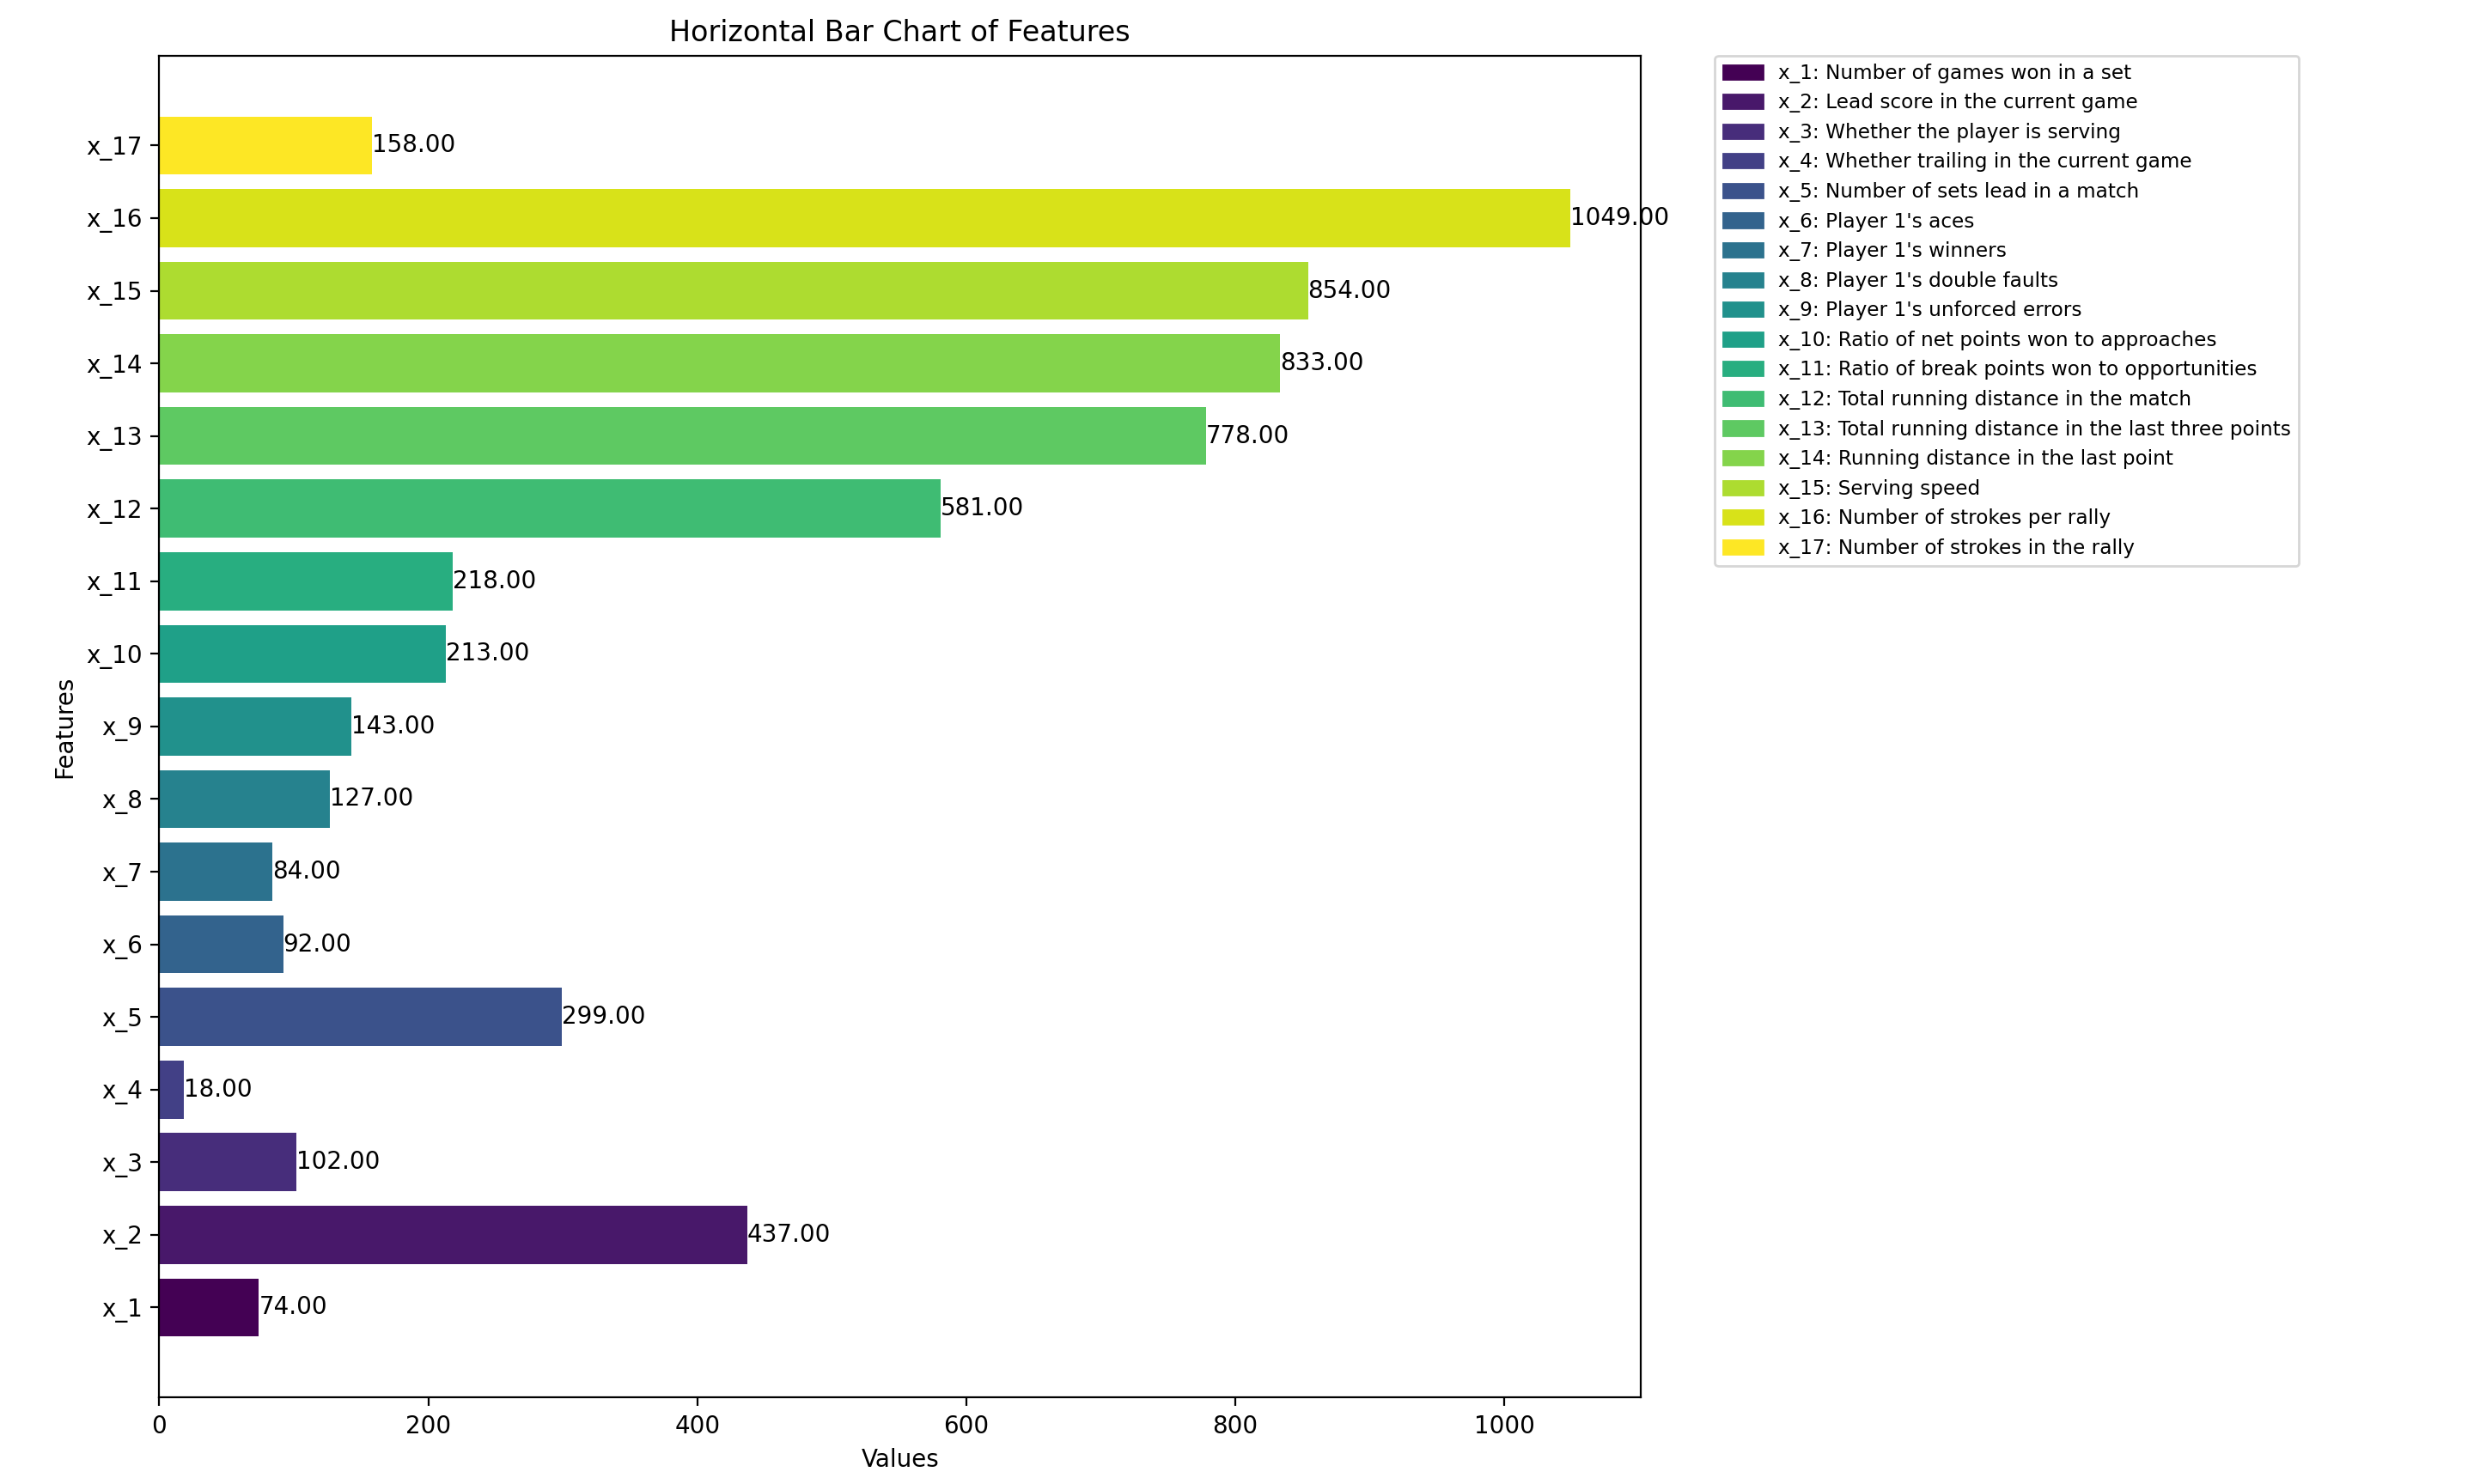 Horizontal Bar Chart of Features
x_17
158.00
x_16
1049.00
x_15
854.00
x_14
833.00
x_13
778.00
x_12
581.00
x_11
218.00
x_10
213.00
x_9
143.00
x_8
127.00
x_7
84.00
x_6
92.00
x_5
299.00
x_4
18.00
x_3
102.00
x_2
437.00
x_1
74.00
Features
0 200 400 600 800 1000
Values
x_1: Number of games won in a set
x_2: Lead score in the current game
x_3: Whether the player is serving
x_4: Whether trailing in the current game
x_5: Number of sets lead in a match
x_6: Player 1's aces
x_7: Player 1's winners
x_8: Player 1's double faults
x_9: Player 1's unforced errors
x_10: Ratio of net points won to approaches
x_11: Ratio of break points won to opportunities
x_12: Total running distance in the match
x_13: Total running distance in the last three points
x_14: Running distance in the last point
x_15: Serving speed
x_16: Number of strokes per rally
x_17: Number of strokes in the rally